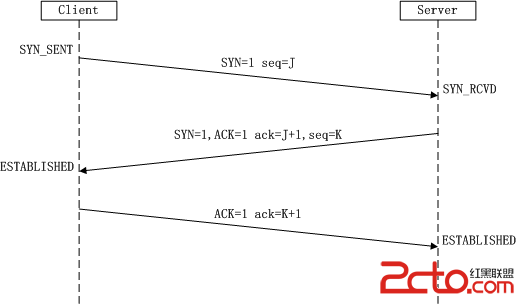 Client Server
SYN_SENT
SYN=1 seq=J
SYN_RCVD
SYN=1,ACK=1 ack=J+1,seq=K
ESTABLISHED
ACK=1 ack=K+1
ESTABLISHED
2cto 红黑联盟
.com